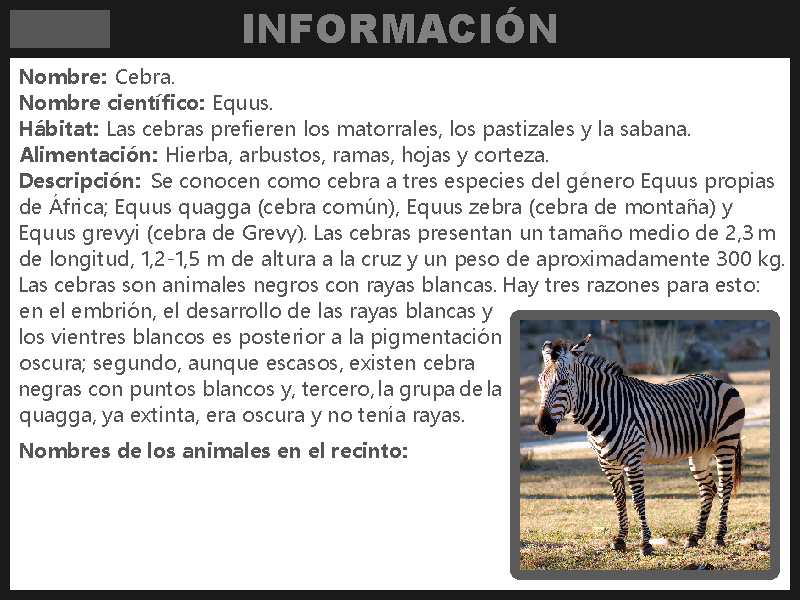 INFORMACIÓN
Nombre: Cebra.
Nombre científico: Equus.
Hábitat: Las cebras prefieren los matorrales, los pastizales y la sabana.
Alimentación: Hierba, arbustos, ramas, hojas y corteza.
Descripción: Se conocen como cebra a tres especies del género Equus propias
de África; Equus quagga (cebra común), Equus zebra (cebra de montaña) y
Equus grevyi (cebra de Grevy). Las cebras presentan un tamaño medio de 2,3 m
de longitud, 1,2-1,5 m de altura a la cruz y un peso de aproximadamente 300 kg.
Las cebras son animales negros con rayas blancas. Hay tres razones para esto:
en el embrión, el desarrollo de las rayas blancas y
los vientres blancos es posterior a la pigmentación
oscura; segundo, aunque escasos, existen cebra
negras con puntos blancos y, tercero, la grupa de la
quagga, ya extinta, era oscura y no tenía rayas.
Nombres de los animales en el recinto: